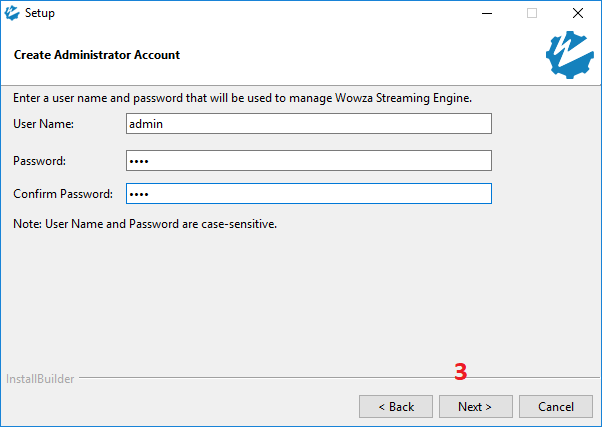 Setup
Create Administrator Account
Enter a user name and password that will be used to manage Wowza Streaming Engine.
User Name: admin
Password: ••••
Confirm Password: ••••
Note: User Name and Password are case-sensitive.
3
InstallBuilder
< Back Next > Cancel